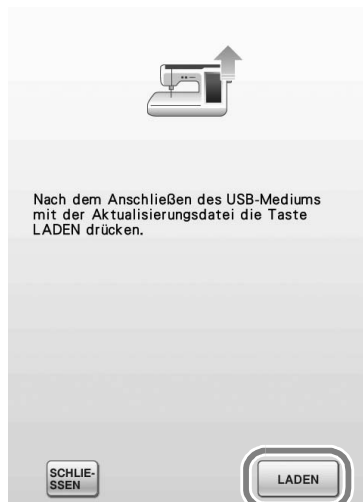 Nach dem Anschließen des USB-Mediums
mit der Aktualisierungsdatei die Taste
LADEN drücken.
SCHLIE-
SSEN
LADEN